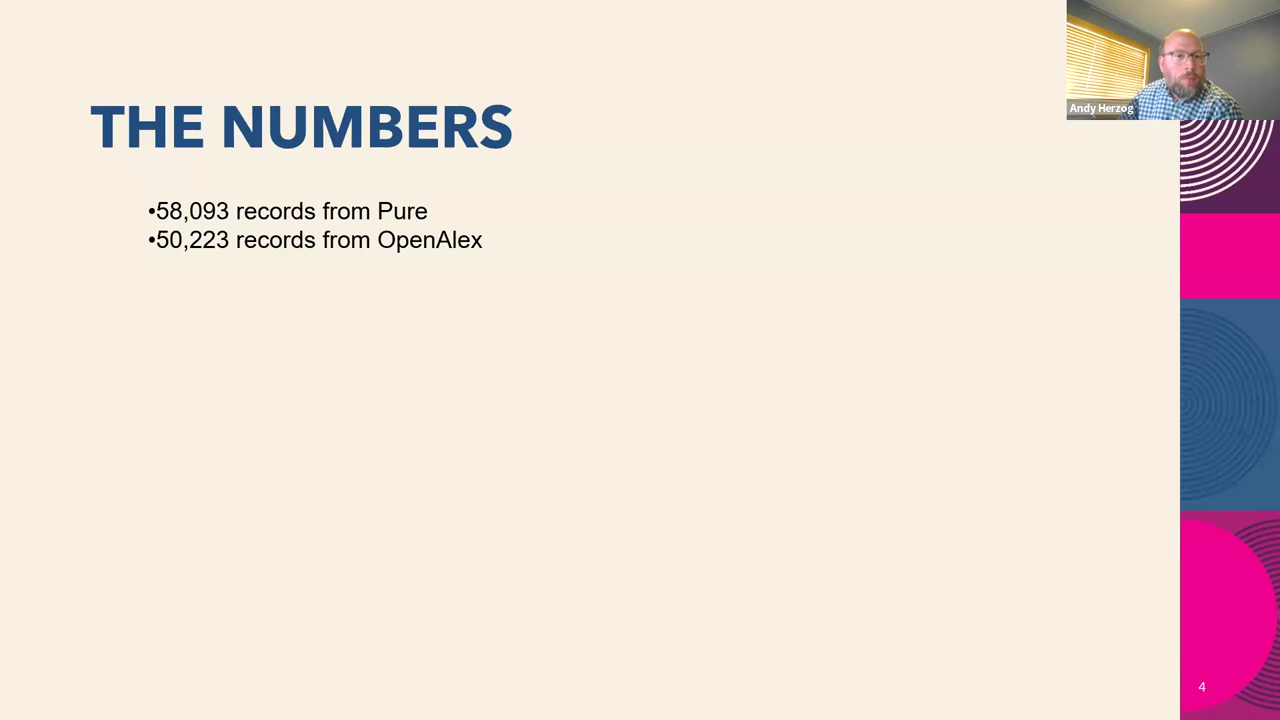 Andy Herzog
THE NUMBERS
•58,093 records from Pure
•50,223 records from OpenAlex
4